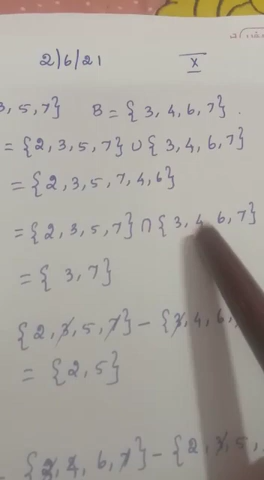 2/6/21 X
3, 5, 7} B = {3, 4, 6, 7}.
= {2, 3, 5, 7} ∪ {3, 4, 6, 7}
= {2, 3, 5, 7, 4, 6}
= {2, 3, 5, 7} ∩ {3, 4, 6, 7}
= {3, 7}
{2, 3, 5, 7} - {3, 4, 6,
= {2, 5}
{3, 4, 6, 7} - {2, 3, 5,